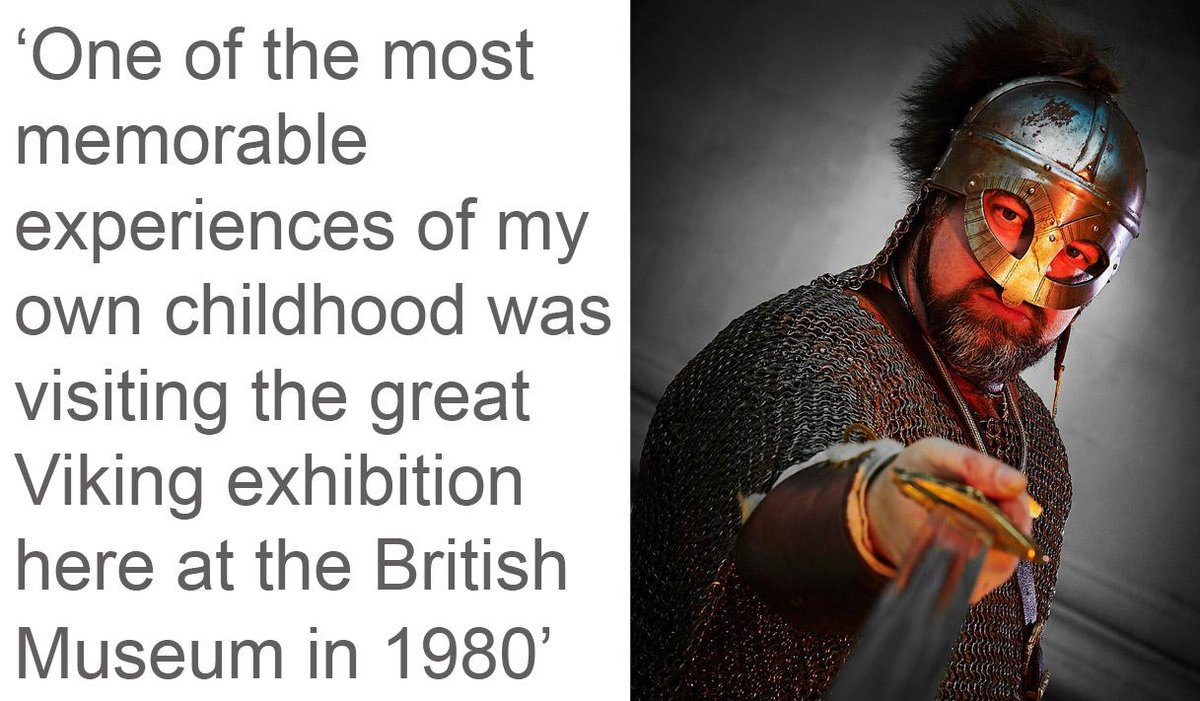 ‘One of the most
memorable
experiences of my
own childhood was
visiting the great
Viking exhibition
here at the British
Museum in 1980’